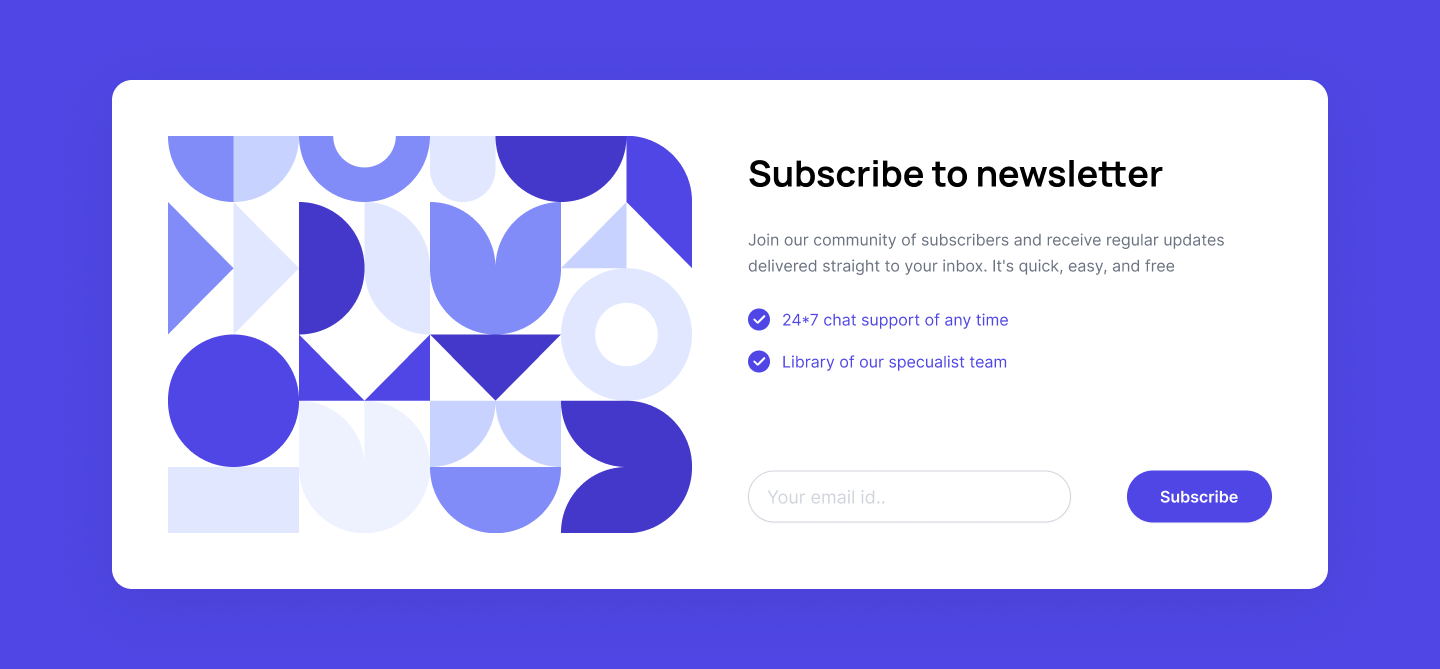 Subscribe to newsletter
Join our community of subscribers and receive regular updates
delivered straight to your inbox. It's quick, easy, and free
24*7 chat support of any time
Library of our specualist team
Your email id..
Subscribe